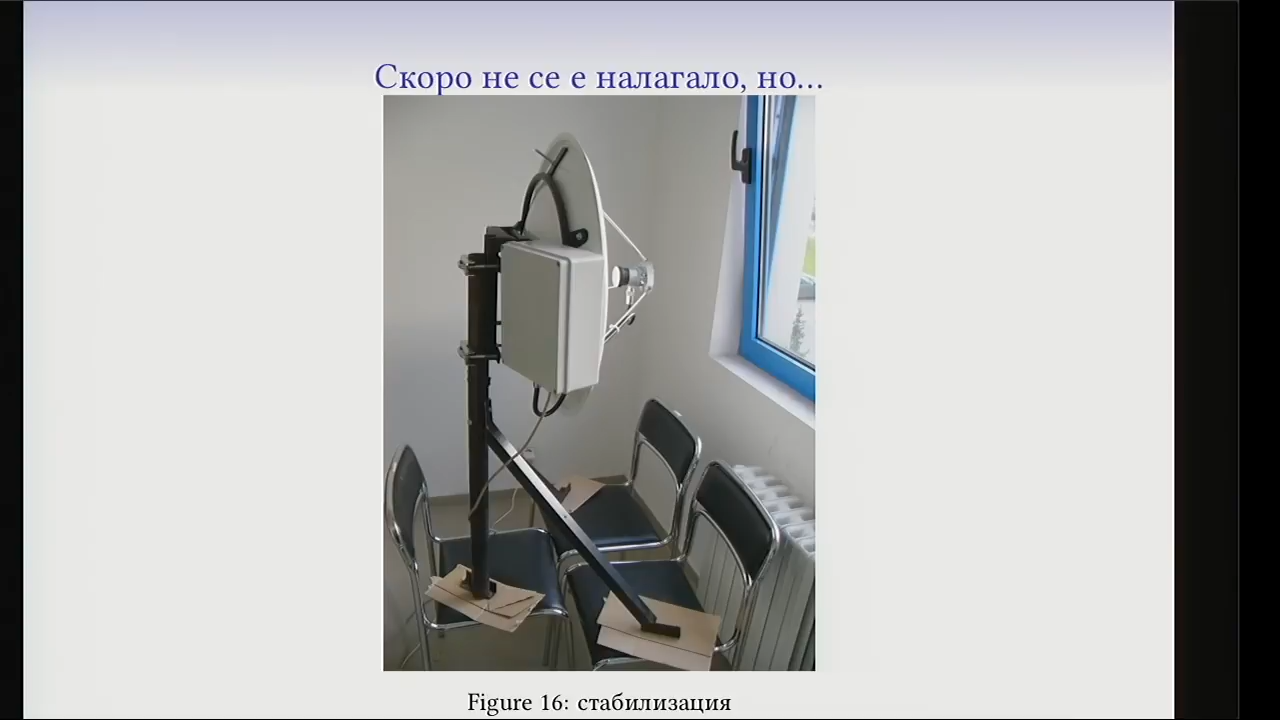 Скоро не се е налагало, но...
Figure 16: стабилизация